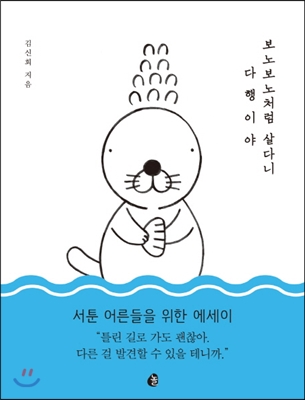 보노보노처럼 살다니
다행이야
김신회 지음
서툰 어른들을 위한 에세이
“틀린 길로 가도 괜찮아.
다른 걸 발견할 수 있을 테니까.”
놀
yes24